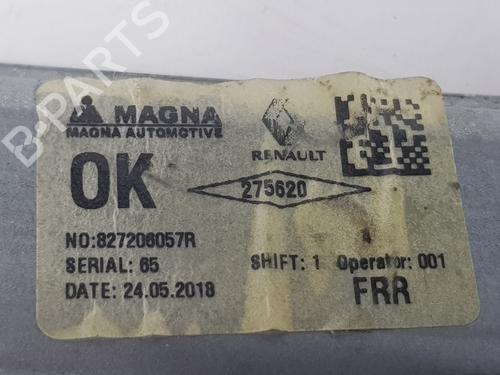 MAGNA
MAGNA AUTOMOTIVE
RENAULT
OK
275620
NO:827206057R
SERIAL: 65
SHIFT: 1 Operator: 001
DATE: 24.05.2018
FRR
B-PARTS